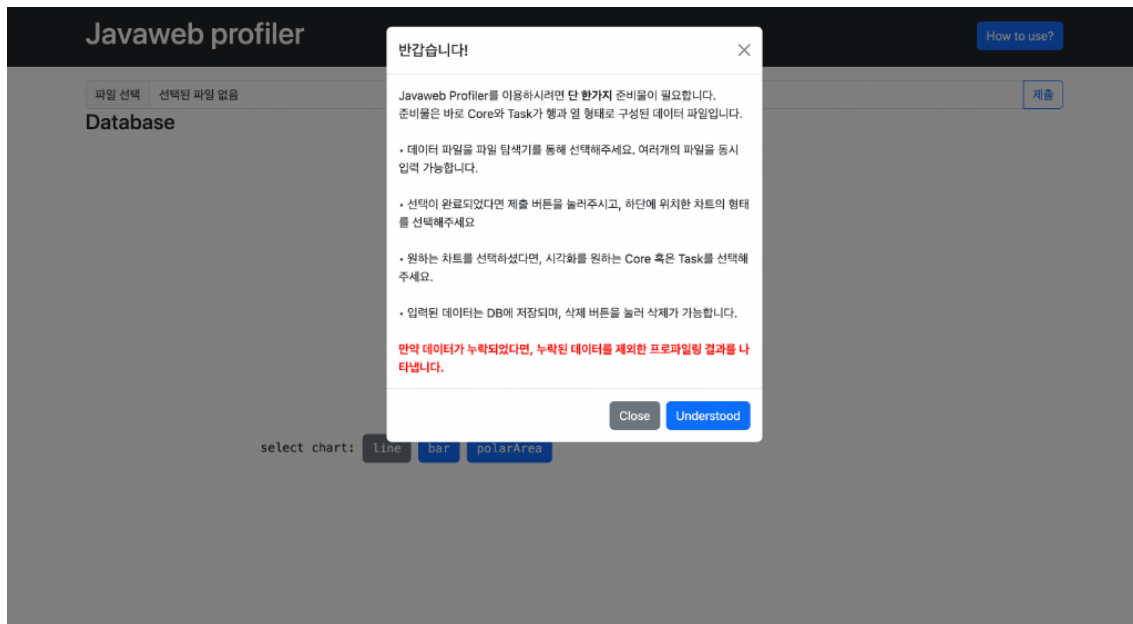 Javaweb profiler
How to use?
파일 선택 선택된 파일 없음
제출
Database
반갑습니다!
Javaweb Profiler를 이용하시려면 단 한가지 준비물이 필요합니다.
준비물은 바로 Core와 Task가 행과 열 형태로 구성된 데이터 파일입니다.
• 데이터 파일을 파일 탐색기를 통해 선택해주세요. 여러개의 파일을 동시
입력 가능합니다.
• 선택이 완료되었다면 제출 버튼을 눌러주시고, 하단에 위치한 차트의 형태
를 선택해주세요
• 원하는 차트를 선택하셨다면, 시각화를 원하는 Core 혹은 Task를 선택해
주세요.
• 입력된 데이터는 DB에 저장되며, 삭제 버튼을 눌러 삭제가 가능합니다.
만약 데이터가 누락되었다면, 누락된 데이터를 제외한 프로파일링 결과를 나
타냅니다.
Close Understood
select chart: line bar polarArea